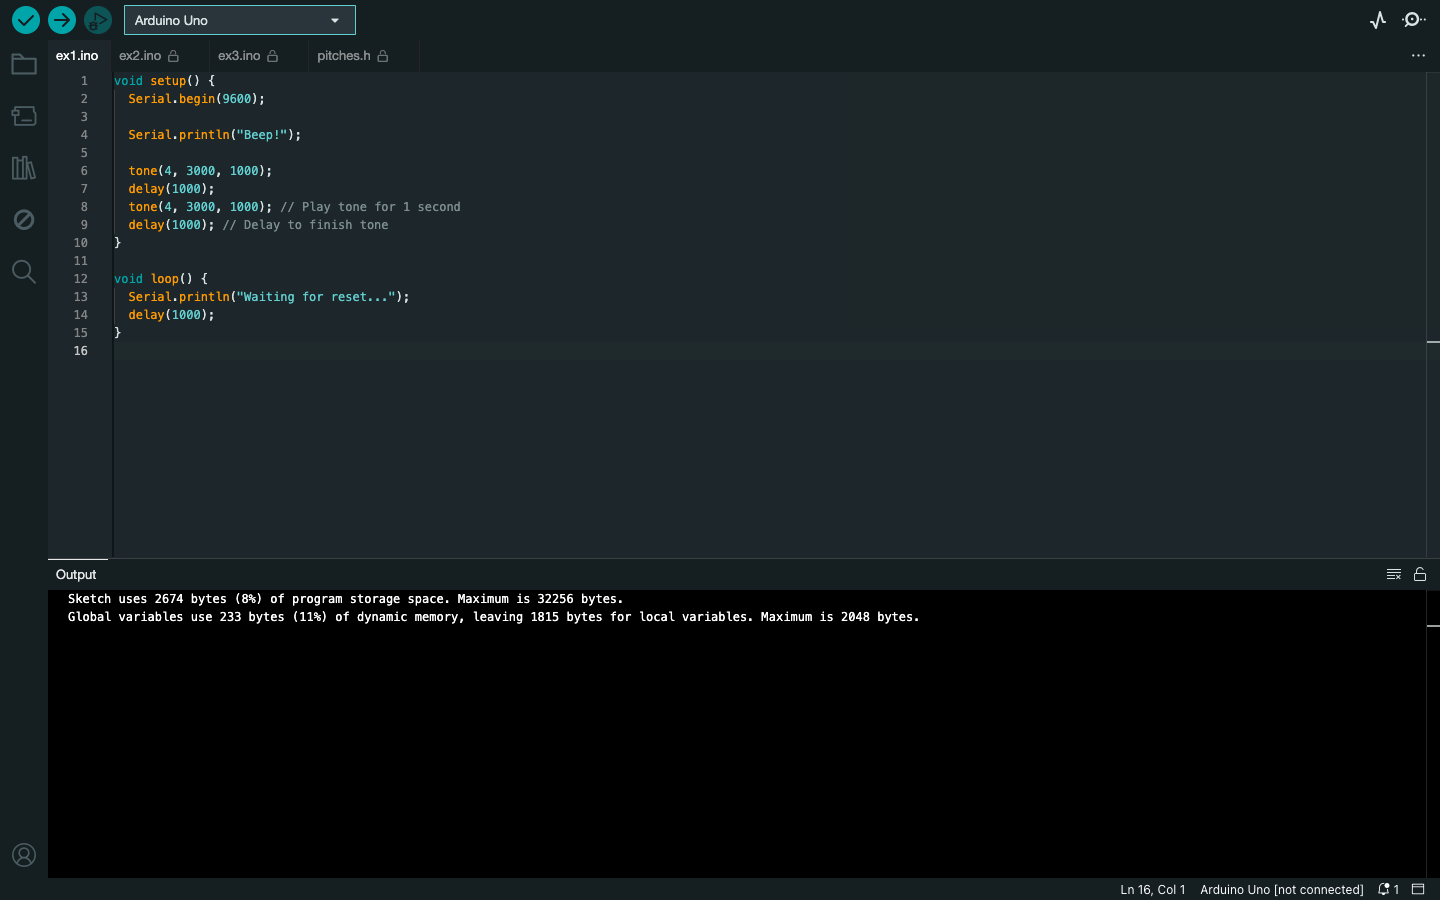 Arduino Uno
ex1.ino ex2.ino ex3.ino pitches.h
1 void setup() {
2 Serial.begin(9600);
3
4 Serial.println("Beep!");
5
6 tone(4, 3000, 1000);
7 delay(1000);
8 tone(4, 3000, 1000); // Play tone for 1 second
9 delay(1000); // Delay to finish tone
10 }
11
12 void loop() {
13 Serial.println("Waiting for reset...");
14 delay(1000);
15 }
16
Output
Sketch uses 2674 bytes (8%) of program storage space. Maximum is 32256 bytes.
Global variables use 233 bytes (11%) of dynamic memory, leaving 1815 bytes for local variables. Maximum is 2048 bytes.
Ln 16, Col 1 Arduino Uno [not connected] 1